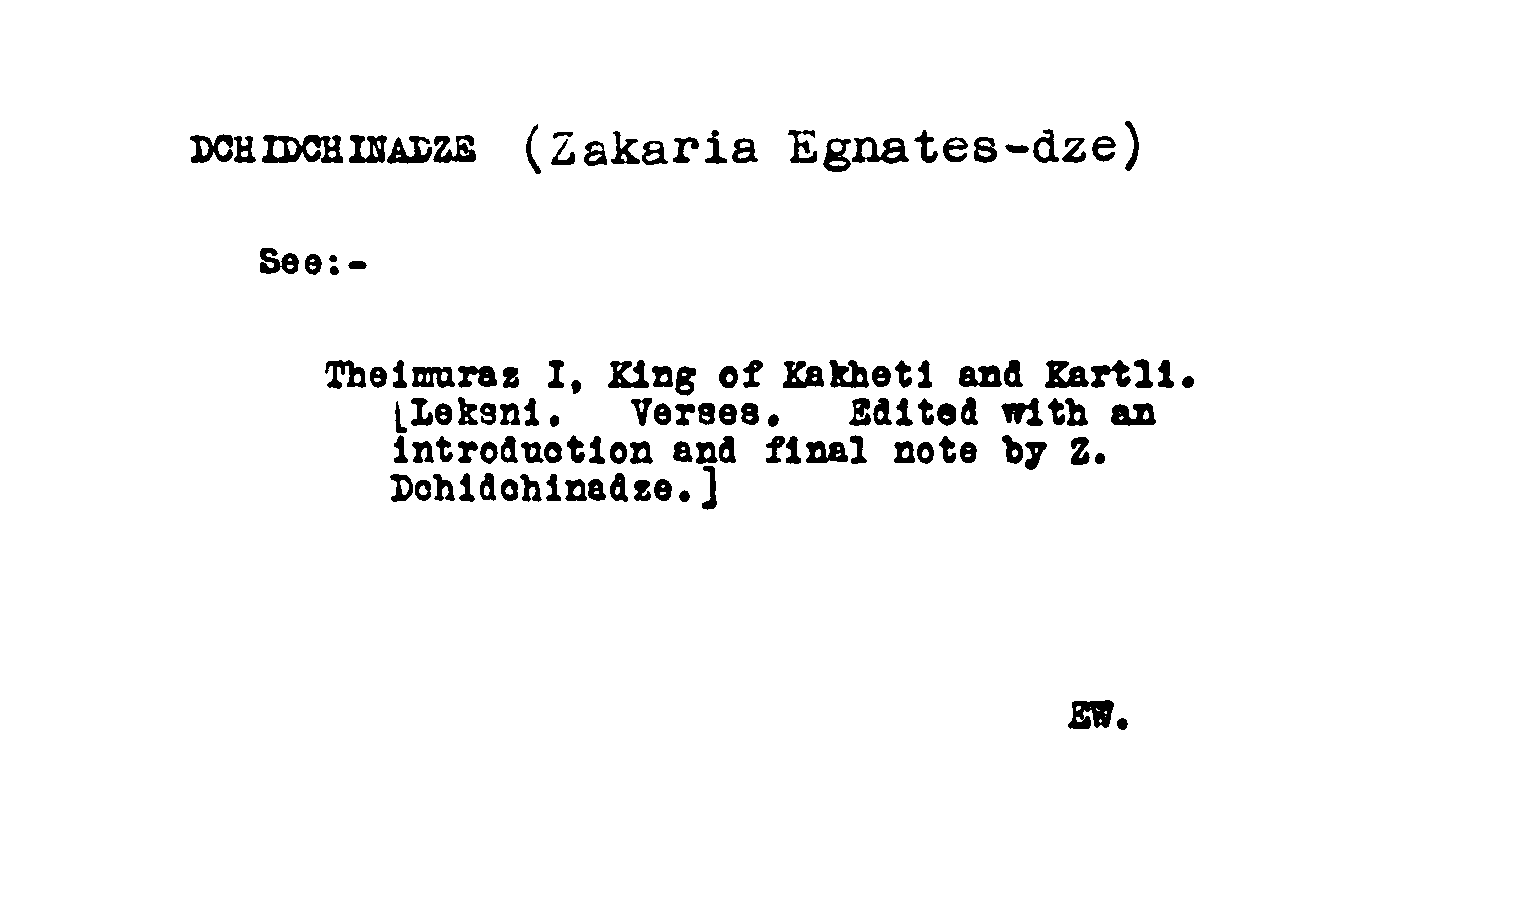 DCHIDCHINADZE (Zakaria Egnates-dze)
See:-
Theimuraz I, King of Kakheti and Kartli.
[Leksni. Verses. Edited with an
introduction and final note by Z.
Dchidchinadze.]
EW.